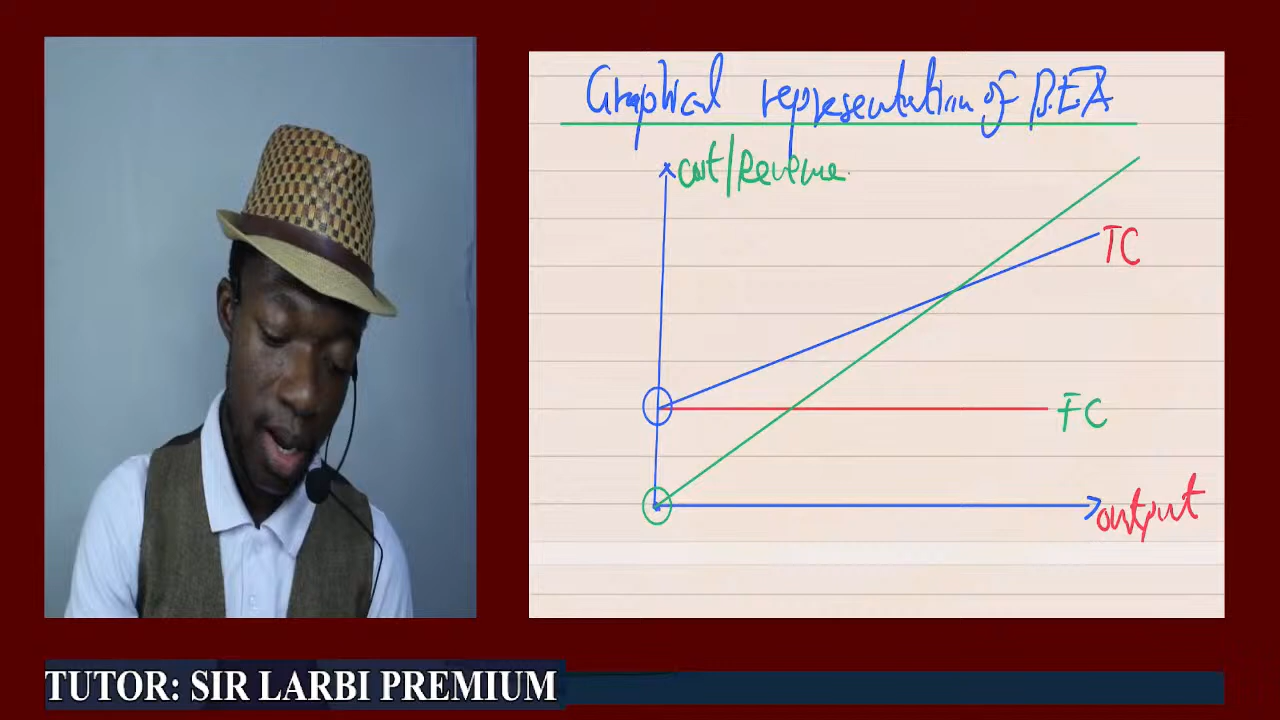 Graphical representation of B.E.A
cost/Revenue
TC
FC
output
TUTOR: SIR LARBI PREMIUM